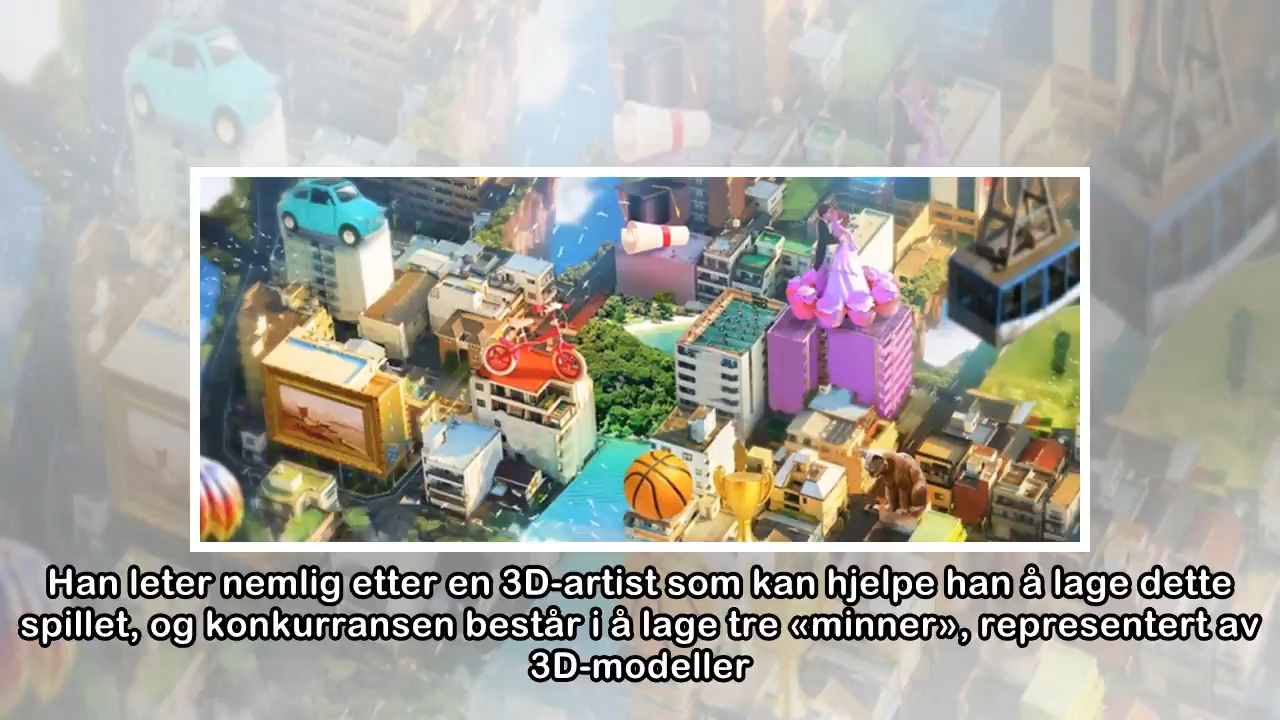 Han leter nemlig etter en 3D-artist som kan hjelpe han å lage dette
spillet, og konkurransen består i å lage tre «minner», representert av
3D-modeller